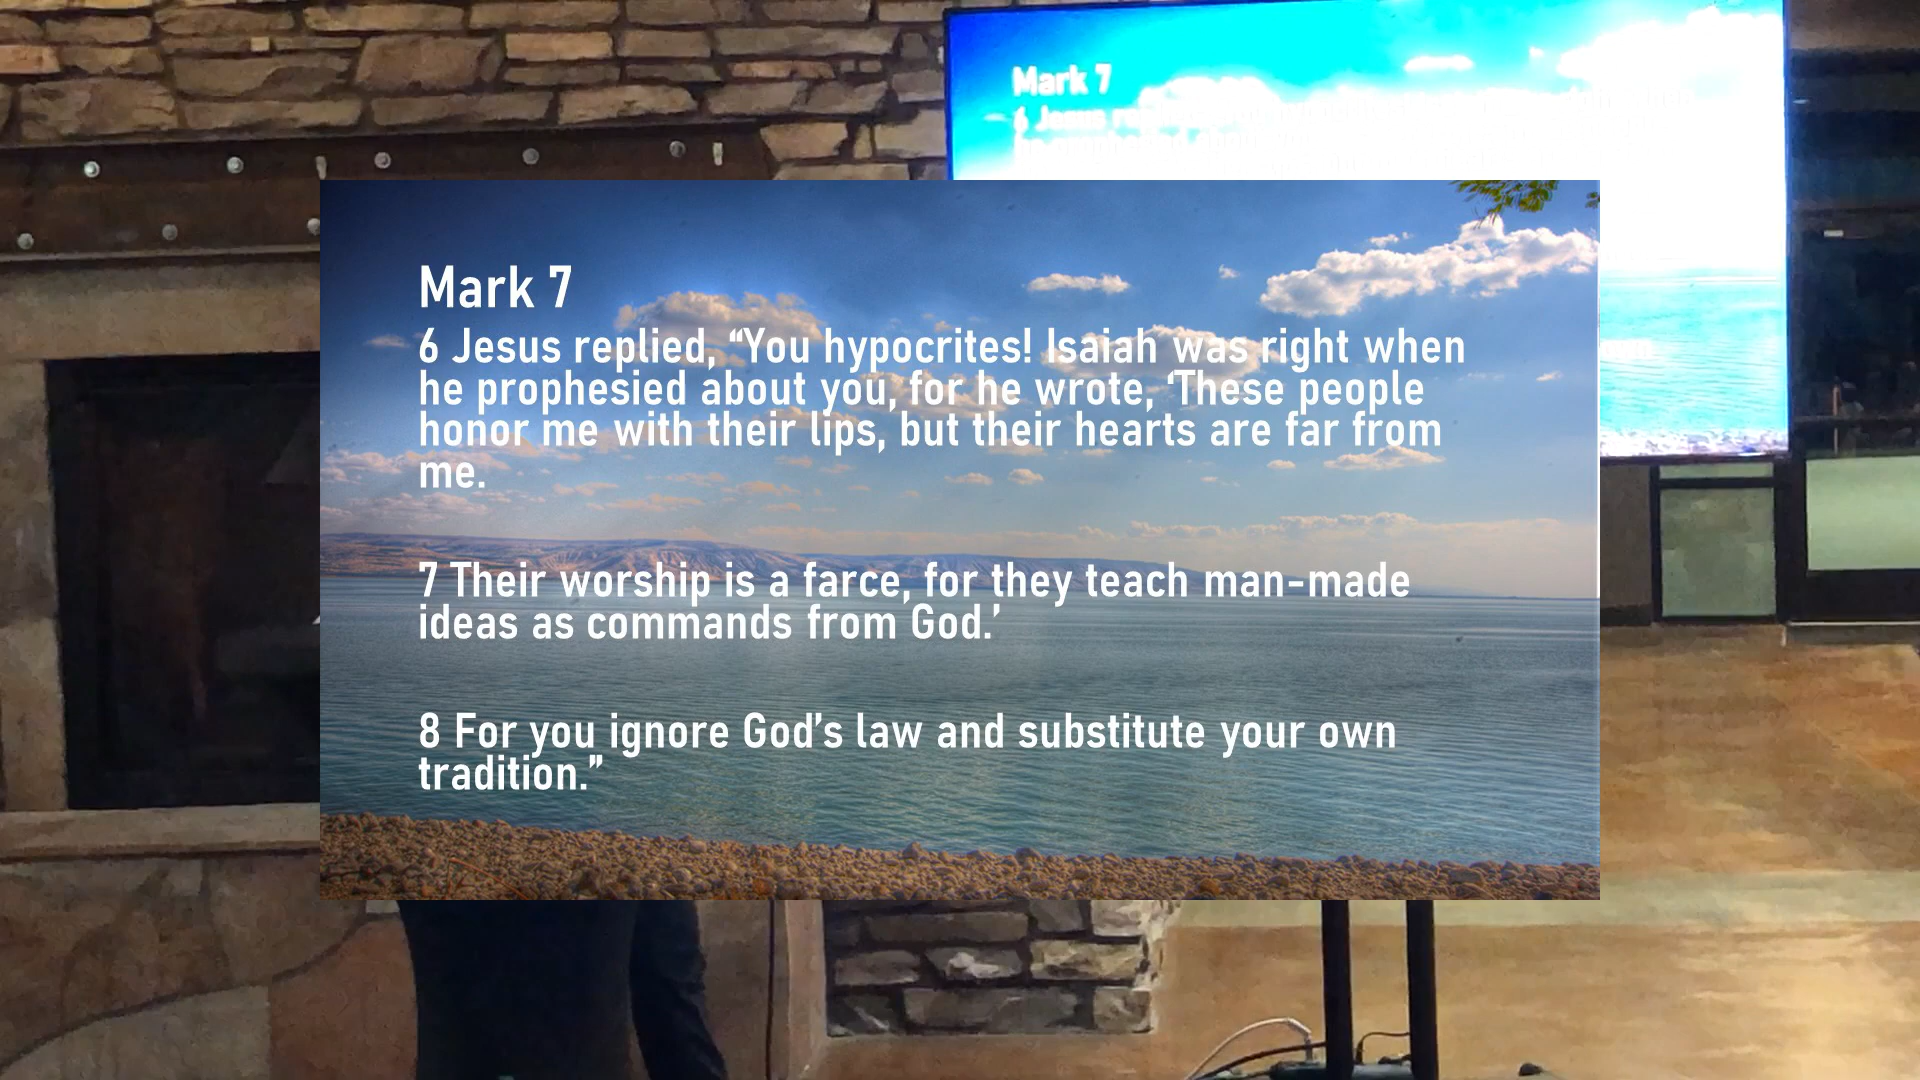 Mark 7
6 Jesus
Mark 7
6 Jesus replied, “You hypocrites! Isaiah was right when
he prophesied about you, for he wrote, ‘These people
honor me with their lips, but their hearts are far from
me.
7 Their worship is a farce, for they teach man-made
ideas as commands from God.’
8 For you ignore God’s law and substitute your own
tradition.”